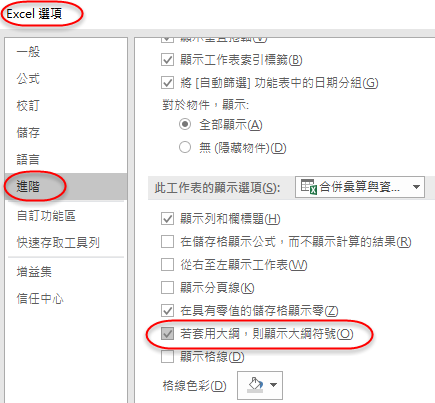 Excel 選項
一般
公式
校訂
儲存
語言
進階
自訂功能區
快速存取工具列
增益集
信任中心
顯示垂直捲軸(V)
顯示工作表索引標籤(B)
將 [自動篩選] 功能表中的日期分組(G)
對於物件，顯示:
全部顯示(A)
無 (隱藏物件)(D)
此工作表的顯示選項(S):
合併彙算與資...
顯示列和欄標題(H)
在儲存格顯示公式，而不顯示計算的結果(R)
從右至左顯示工作表(W)
顯示分頁線(K)
在具有零值的儲存格顯示零(Z)
若套用大綱，則顯示大綱符號(O)
顯示格線(D)
格線色彩(D)